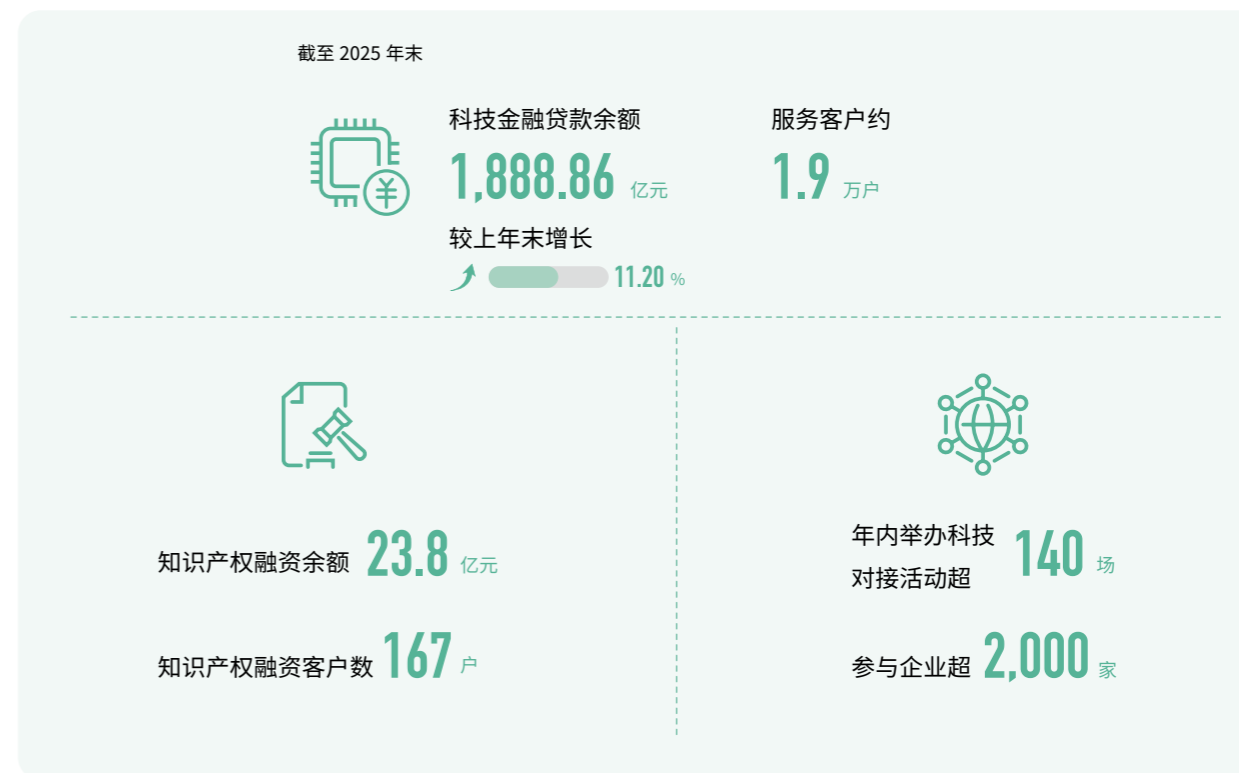 截至 2025 年末
科技金融贷款余额
1,888.86 亿元
服务客户约
1.9 万户
较上年末增长
11.20 %
知识产权融资余额 23.8 亿元
知识产权融资客户数 167 户
年内举办科技
对接活动超
140 场
参与企业超 2,000 家